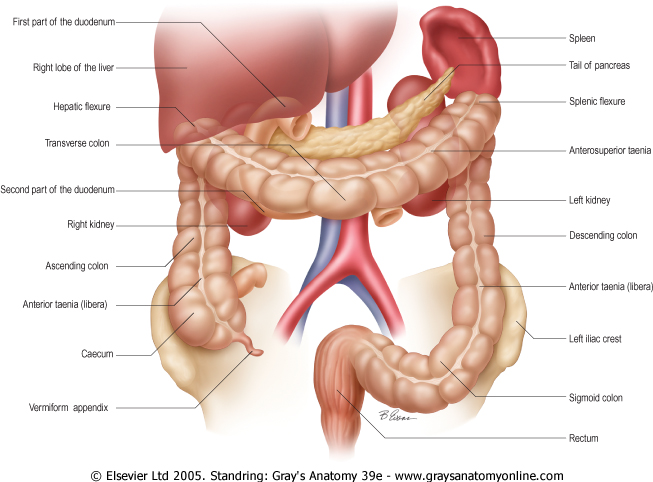 First part of the duodenum
Right lobe of the liver
Hepatic flexure
Transverse colon
Second part of the duodenum
Right kidney
Ascending colon
Anterior taenia (libera)
Caecum
Vermiform appendix
Spleen
Tail of pancreas
Splenic flexure
Anterosuperior taenia
Left kidney
Descending colon
Anterior taenia (libera)
Left iliac crest
Sigmoid colon
Rectum
© Elsevier Ltd 2005. Standring: Gray's Anatomy 39e - www.graysanatomyonline.com